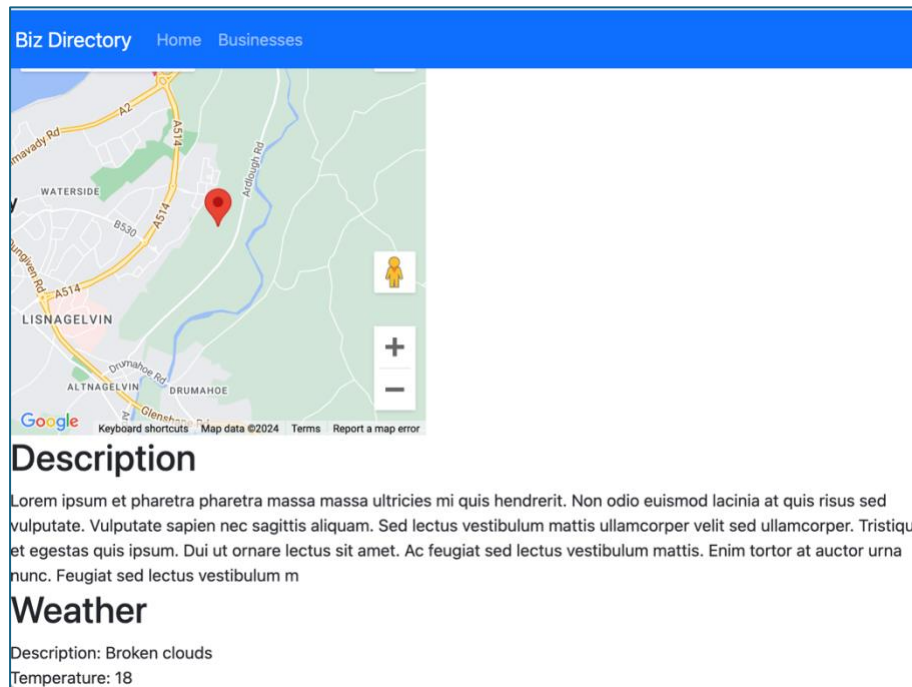 Biz Directory Home Businesses
A2
A514
WATERSIDE
Ardlough Rd
B530
A514
Dungiven Rd
A514
LISNAGELVIN
Drumahoe Rd
ALTNAGELVIN
DRUMAHOE
Google
Keyboard shortcuts Map data ©2024 Terms Report a map error
Description
Lorem ipsum et pharetra pharetra massa massa ultricies mi quis hendrerit. Non odio euismod lacinia at quis risus sed
vulputate. Vulputate sapien nec sagittis aliquam. Sed lectus vestibulum mattis ullamcorper velit sed ullamcorper. Tristiqu
et egestas quis ipsum. Dui ut ornare lectus sit amet. Ac feugiat sed lectus vestibulum mattis. Enim tortor at auctor urna
nunc. Feugiat sed lectus vestibulum m
Weather
Description: Broken clouds
Temperature: 18